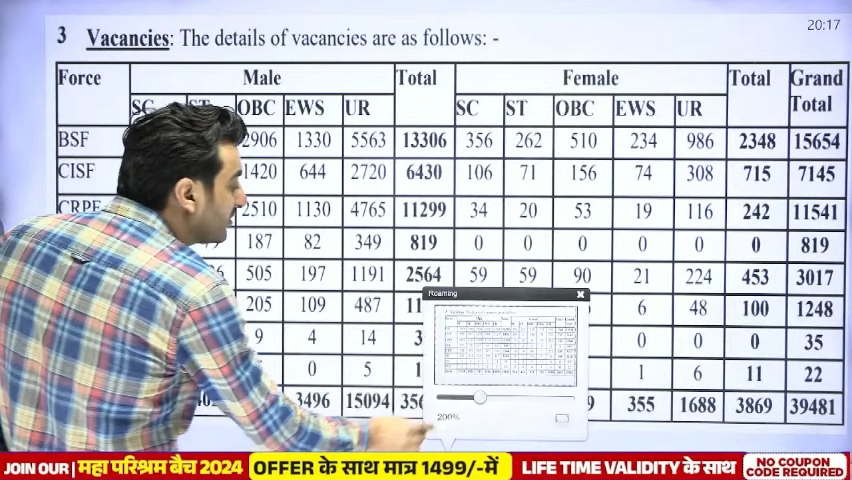 20:17
3 Vacancies: The details of vacancies are as follows: -
Force Male Total Female Total Grand Total
OBC EWS UR SC ST OBC EWS UR
BSF 2906 1330 5563 13306 356 262 510 234 986 2348 15654
CISF 1420 644 2720 6430 106 71 156 74 308 715 7145
CRPF 2510 1130 4765 11299 34 20 53 19 116 242 11541
187 82 349 819 0 0 0 0 0 0 819
505 197 1191 2564 59 59 90 21 224 453 3017
Roaming
205 109 487 6 48 100 1248
9 4 14 0 0 0 35
0 5 1 6 11 22
3496 15094 355 1688 3869 39481
200%
JOIN OUR | महा परिश्रम बैच 2024 OFFER के साथ मात्र 1499/-में LIFE TIME VALIDITY के साथ NO COUPON CODE REQUIRED